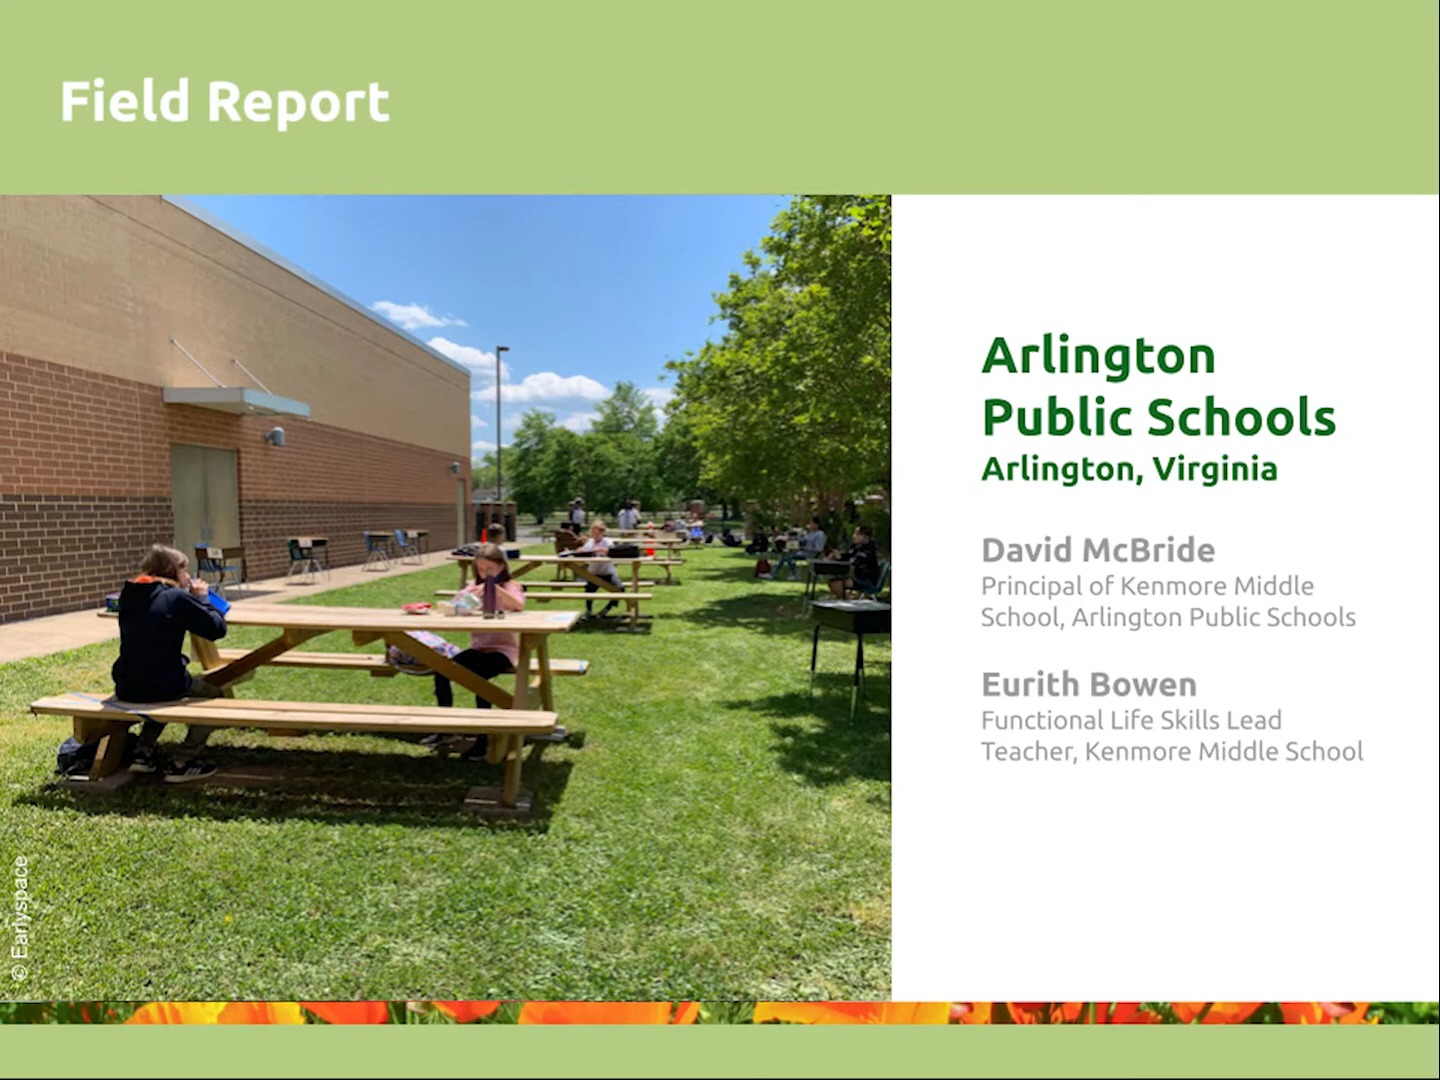 Field Report
Arlington
Public Schools
Arlington, Virginia
David McBride
Principal of Kenmore Middle
School, Arlington Public Schools
Eurith Bowen
Functional Life Skills Lead
Teacher, Kenmore Middle School
© Earlyspace